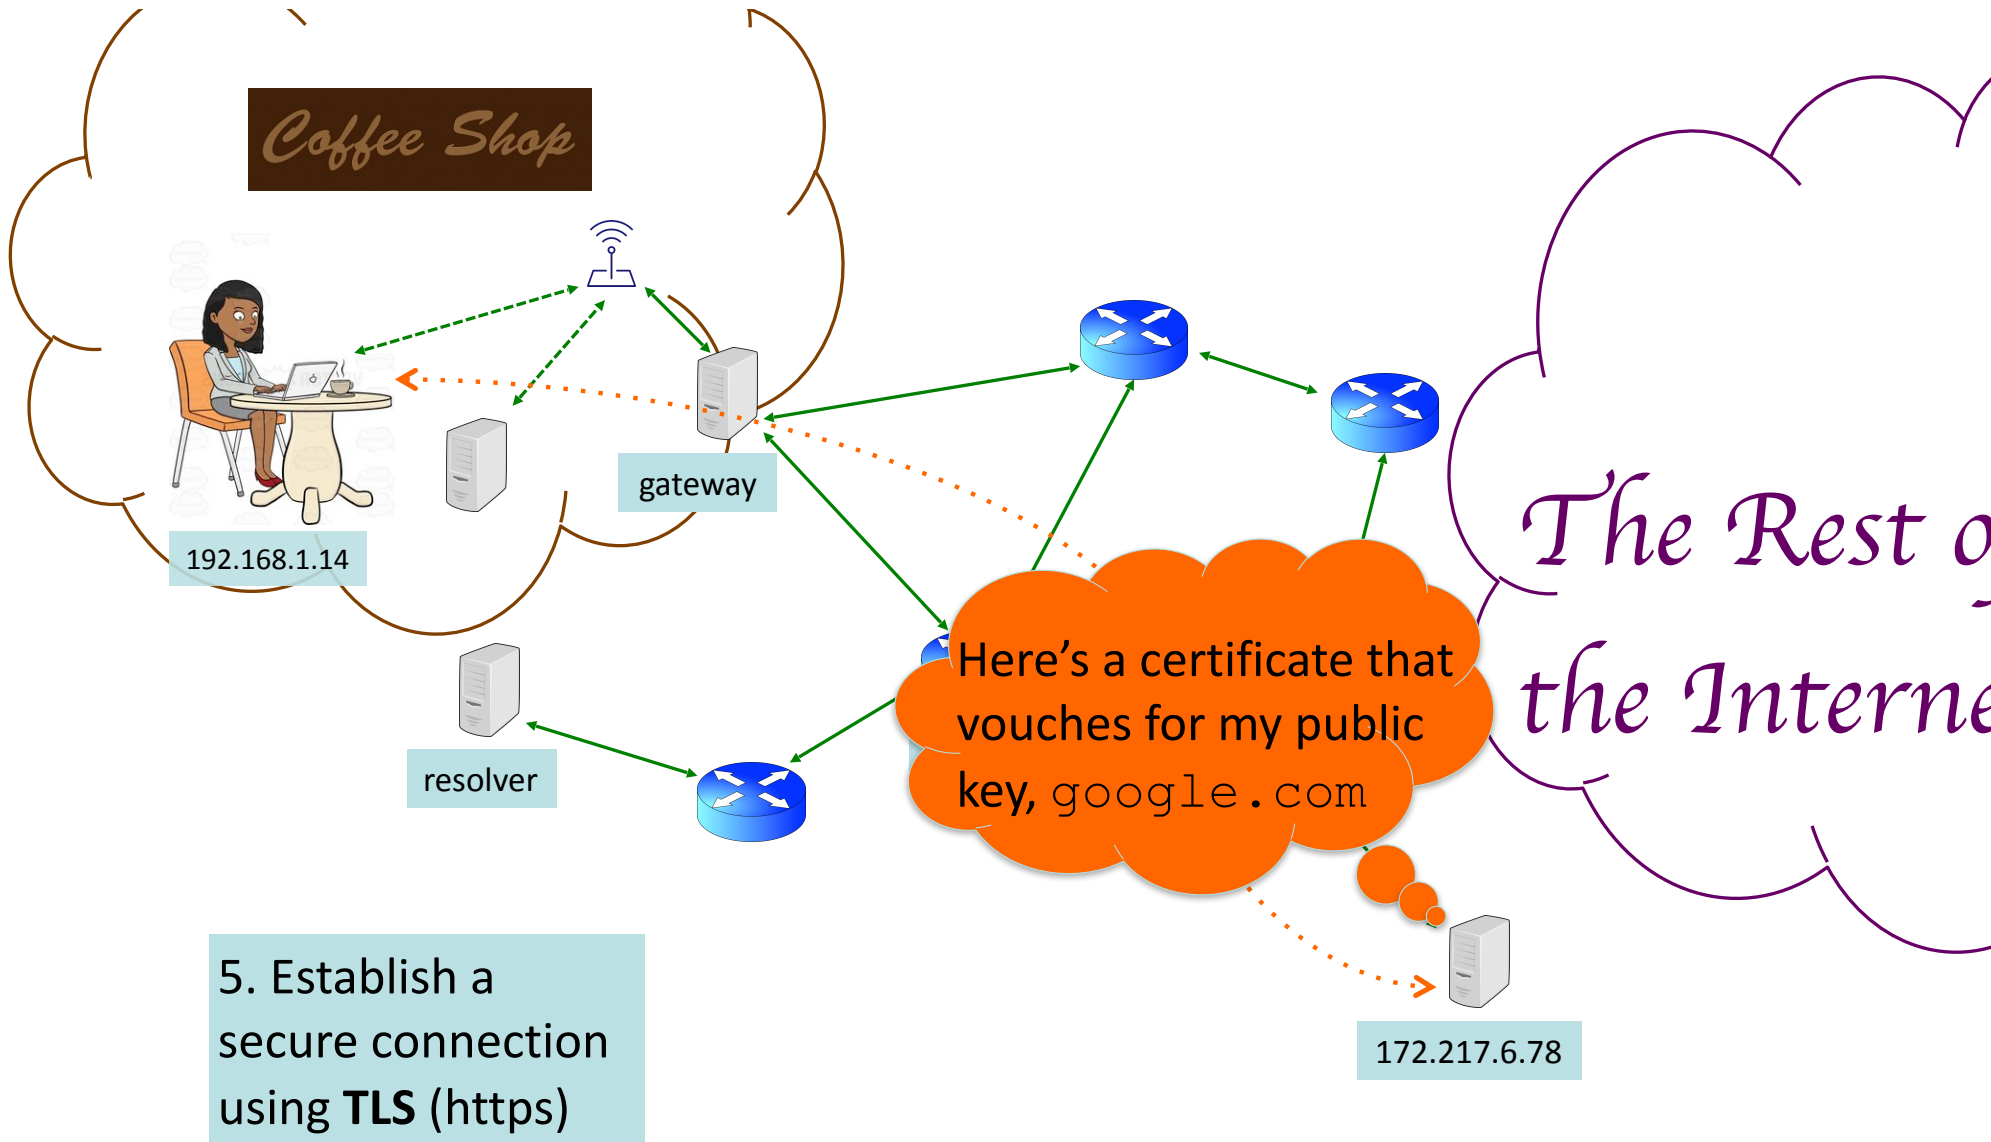 Coffee Shop
gateway
192.168.1.14
The Rest
the
Here's a certificate that
vouches for my public
key, google.com
resolver
5. Establish a
secure connection
using TLS (https)
172.217.6.78